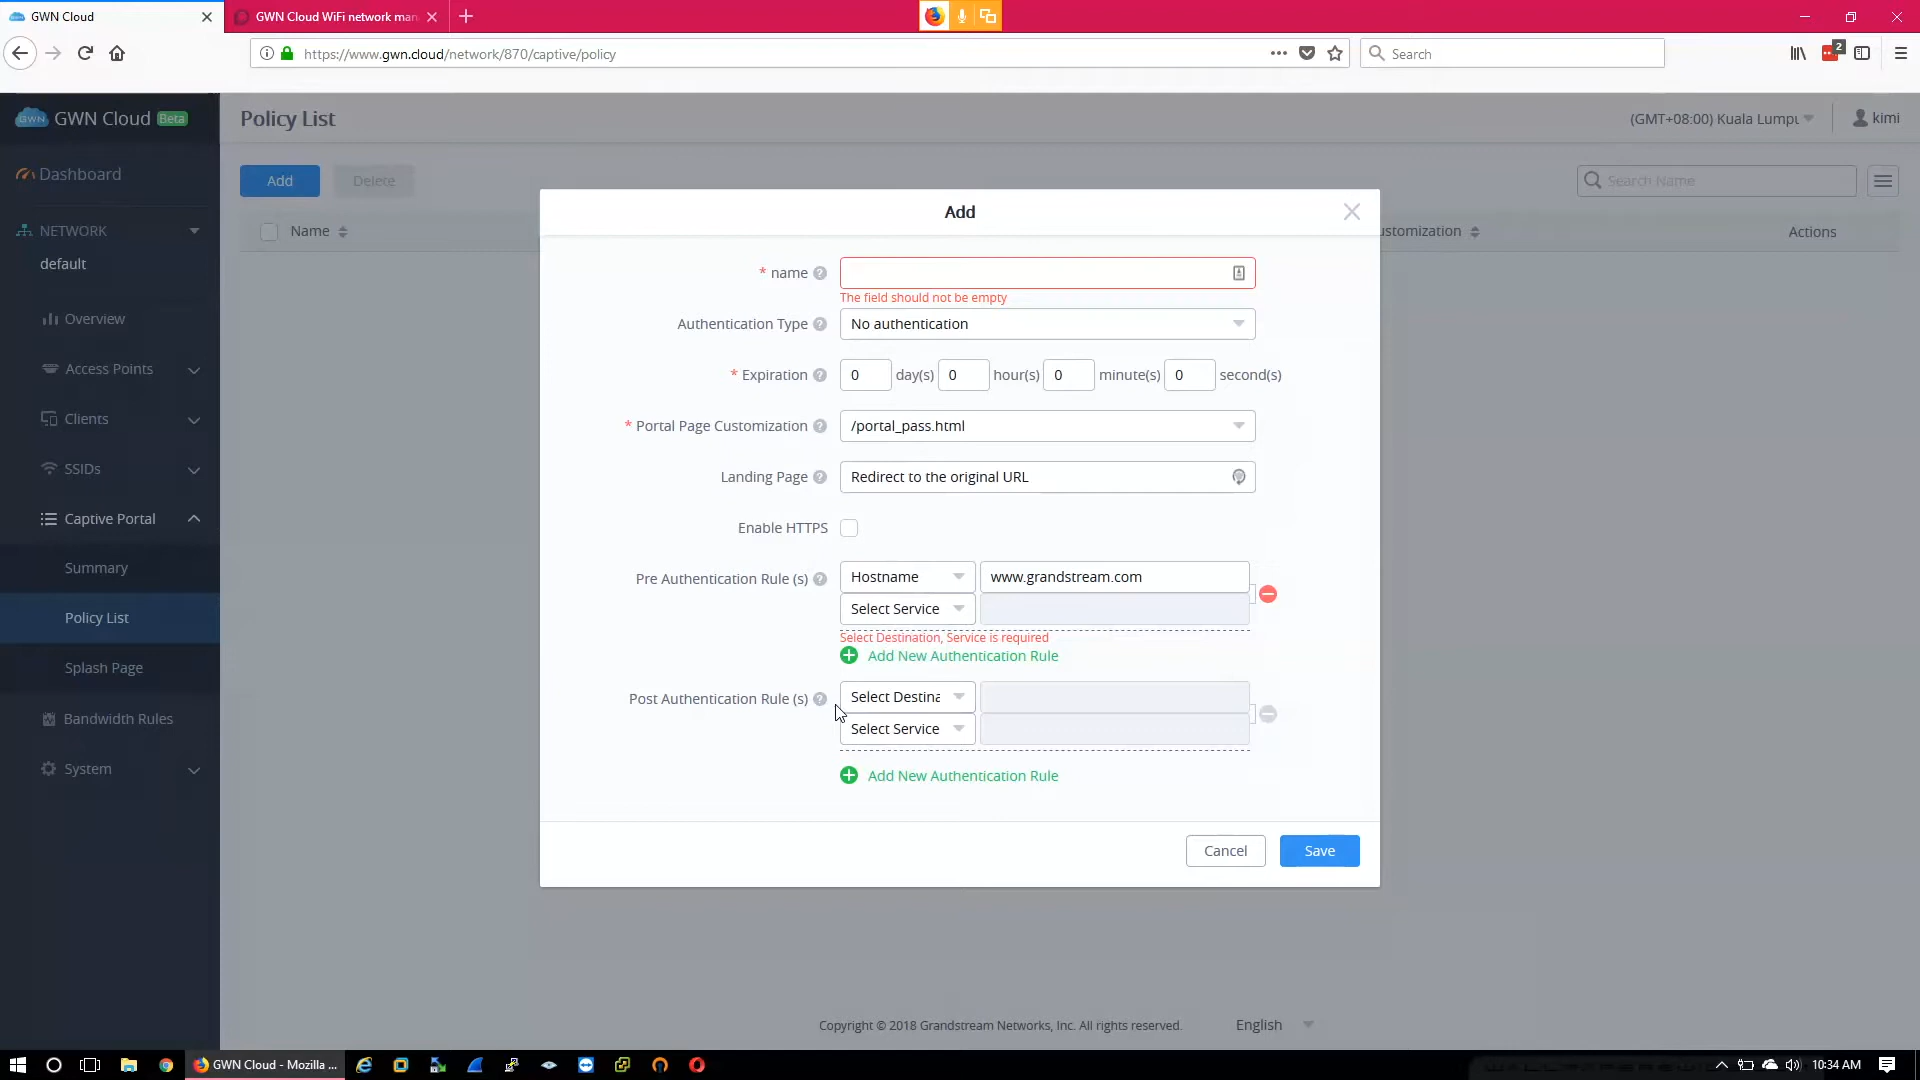 GWN Cloud
GWN Cloud WiFi network man
https://www.gwn.cloud/network/870/captive/policy
Search
2
GWN
GWN Cloud Beta
Policy List
(GMT+08:00) Kuala Lumpu
kimi
Dashboard
Add
Delete
Search Name
NETWORK
default
Name
ustomization
Actions
Overview
Access Points
Clients
SSIDs
Captive Portal
Summary
Policy List
Splash Page
Bandwidth Rules
System
Add
* name
The field should not be empty
Authentication Type
No authentication
* Expiration
0 day(s) 0 hour(s) 0 minute(s) 0 second(s)
* Portal Page Customization
/portal_pass.html
Landing Page
Redirect to the original URL
Enable HTTPS
Pre Authentication Rule (s)
Hostname
www.grandstream.com
Select Service
Select Destination, Service is required
Add New Authentication Rule
Post Authentication Rule (s)
Select Destina
Select Service
Add New Authentication Rule
Cancel
Save
Copyright © 2018 Grandstream Networks, Inc. All rights reserved.
English
GWN Cloud - Mozilla ...
10:34 AM